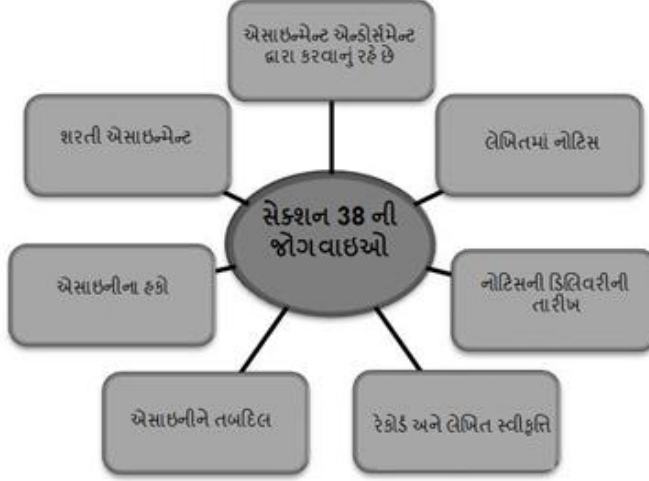 એસાઇન્મેન્ટ એન્ડોર્સમેન્ટ
દ્વારા કરવાનું રહે છે
શરતી એસાઇન્મેન્ટ
લેખિતમાં નોટિસ
સેક્શન 38 ની
જોગવાઇઓ
એસાઇનીના હકો
નોટિસની ડિલિવરીની
તારીખ
એસાઇનીને તબદિલ
રેકોર્ડ અને લેખિત સ્વીકૃત્તિ